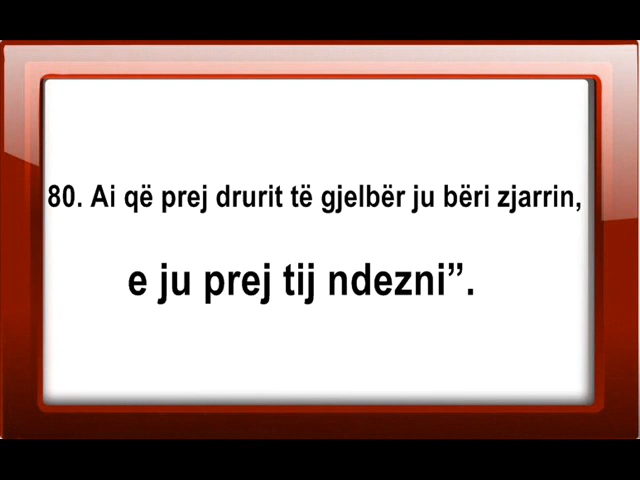 80. Ai që prej drurit të gjelbër ju bëri zjarrin,
e ju prej tij ndezni”.